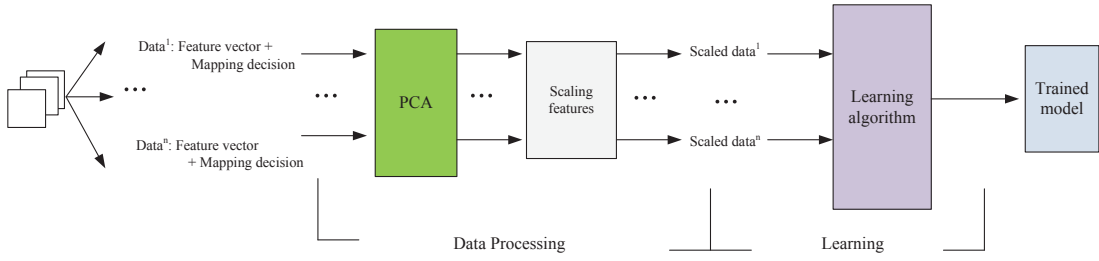 Data¹: Feature vector +
Mapping decision
...
Dataⁿ: Feature vector
+ Mapping decision
...
PCA
...
Scaling
features
...
Scaled data¹
...
Scaled dataⁿ
Learning
algorithm
Trained
model
Data Processing
Learning